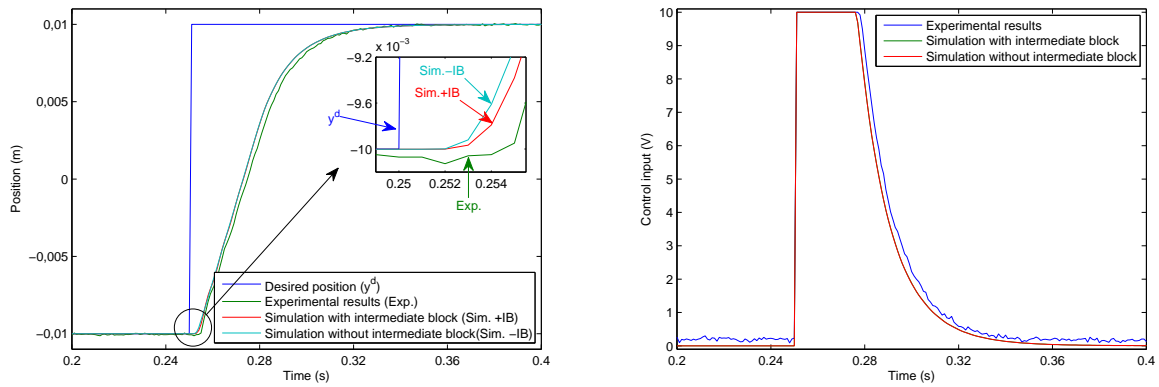 0,01
0,005
0
−0,005
−0.01
Position (m)
0.2
0.24
0.28
0.32
0.36
0.4
Time (s)
x 10⁻³
−9.2
−9.6
−10
0.25
0.252
0.254
Sim.−IB
Sim.+IB
yᵈ
Exp.
Desired position (yᵈ)
Experimental results (Exp.)
Simulation with intermediate block (Sim. +IB)
Simulation without intermediate block(Sim. −IB)
10
9
8
7
6
5
4
3
2
1
0
Control input (V)
0.2
0.24
0.28
0.32
0.36
0.4
Time (s)
Experimental results
Simulation with intermediate block
Simulation without intermediate block